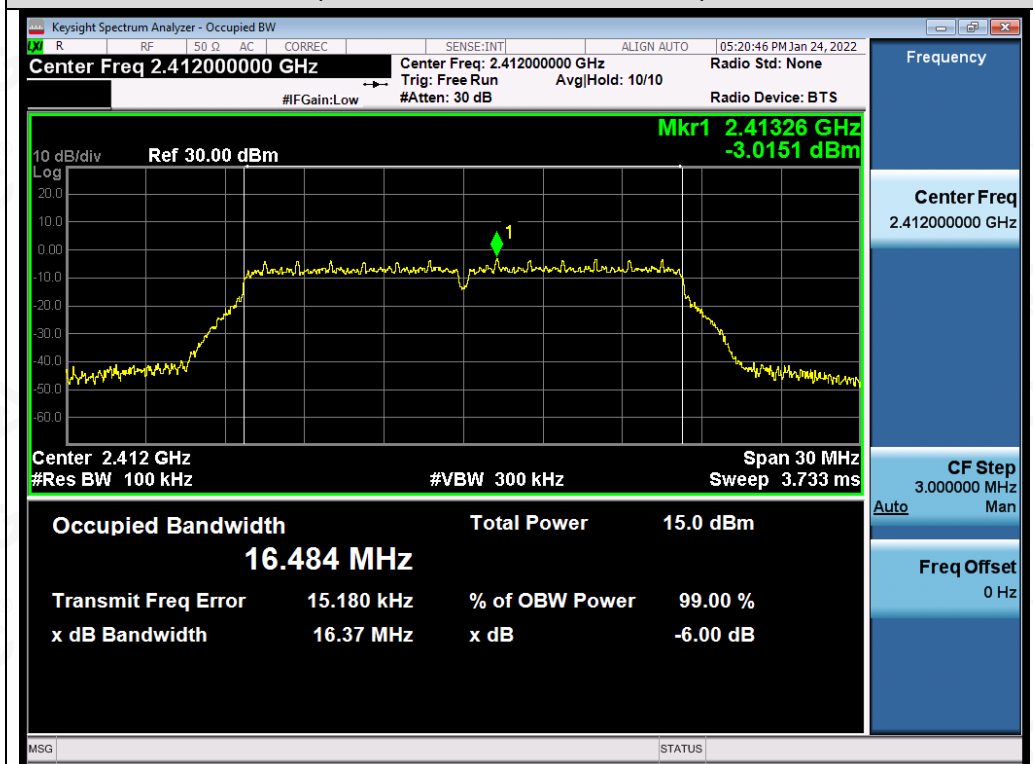 Keysight Spectrum Analyzer - Occupied BW
LXI R RF 50 Ω AC CORREC SENSE:INT ALIGN AUTO 05:20:46 PM Jan 24, 2022
Center Freq 2.412000000 GHz
Center Freq: 2.412000000 GHz Radio Std: None
Trig: Free Run Avg|Hold: 10/10
#IFGain:Low #Atten: 30 dB Radio Device: BTS
Mkr1 2.41326 GHz
-3.0151 dBm
10 dB/div Ref 30.00 dBm
Log
20.0
10.0
0.00
-10.0
-20.0
-30.0
-40.0
-50.0
-60.0
1
Center 2.412 GHz Span 30 MHz
#Res BW 100 kHz #VBW 300 kHz Sweep 3.733 ms
Occupied Bandwidth Total Power 15.0 dBm
16.484 MHz
Transmit Freq Error 15.180 kHz % of OBW Power 99.00 %
x dB Bandwidth 16.37 MHz x dB -6.00 dB
MSG STATUS
Frequency
Center Freq
2.412000000 GHz
CF Step
3.000000 MHz
Auto Man
Freq Offset
0 Hz